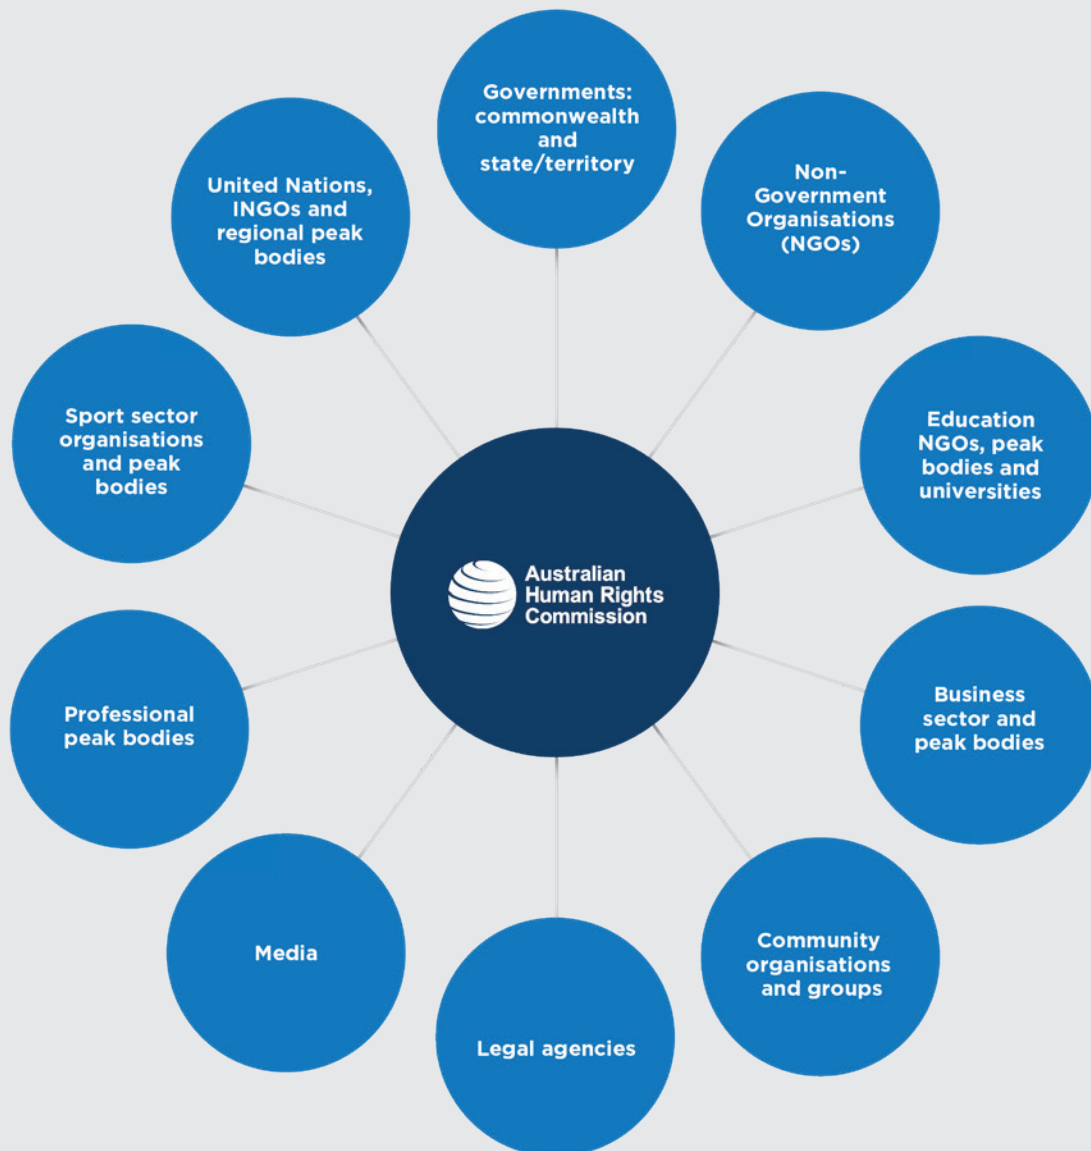 Governments:
commonwealth
and
state/territory
Non-
Government
Organisations
(NGOs)
Education
NGOs, peak
bodies and
universities
Business
sector and
peak bodies
Community
organisations
and groups
Legal agencies
Media
Professional
peak bodies
Sport sector
organisations
and peak
bodies
United Nations,
INGOs and
regional peak
bodies
Australian
Human Rights
Commission